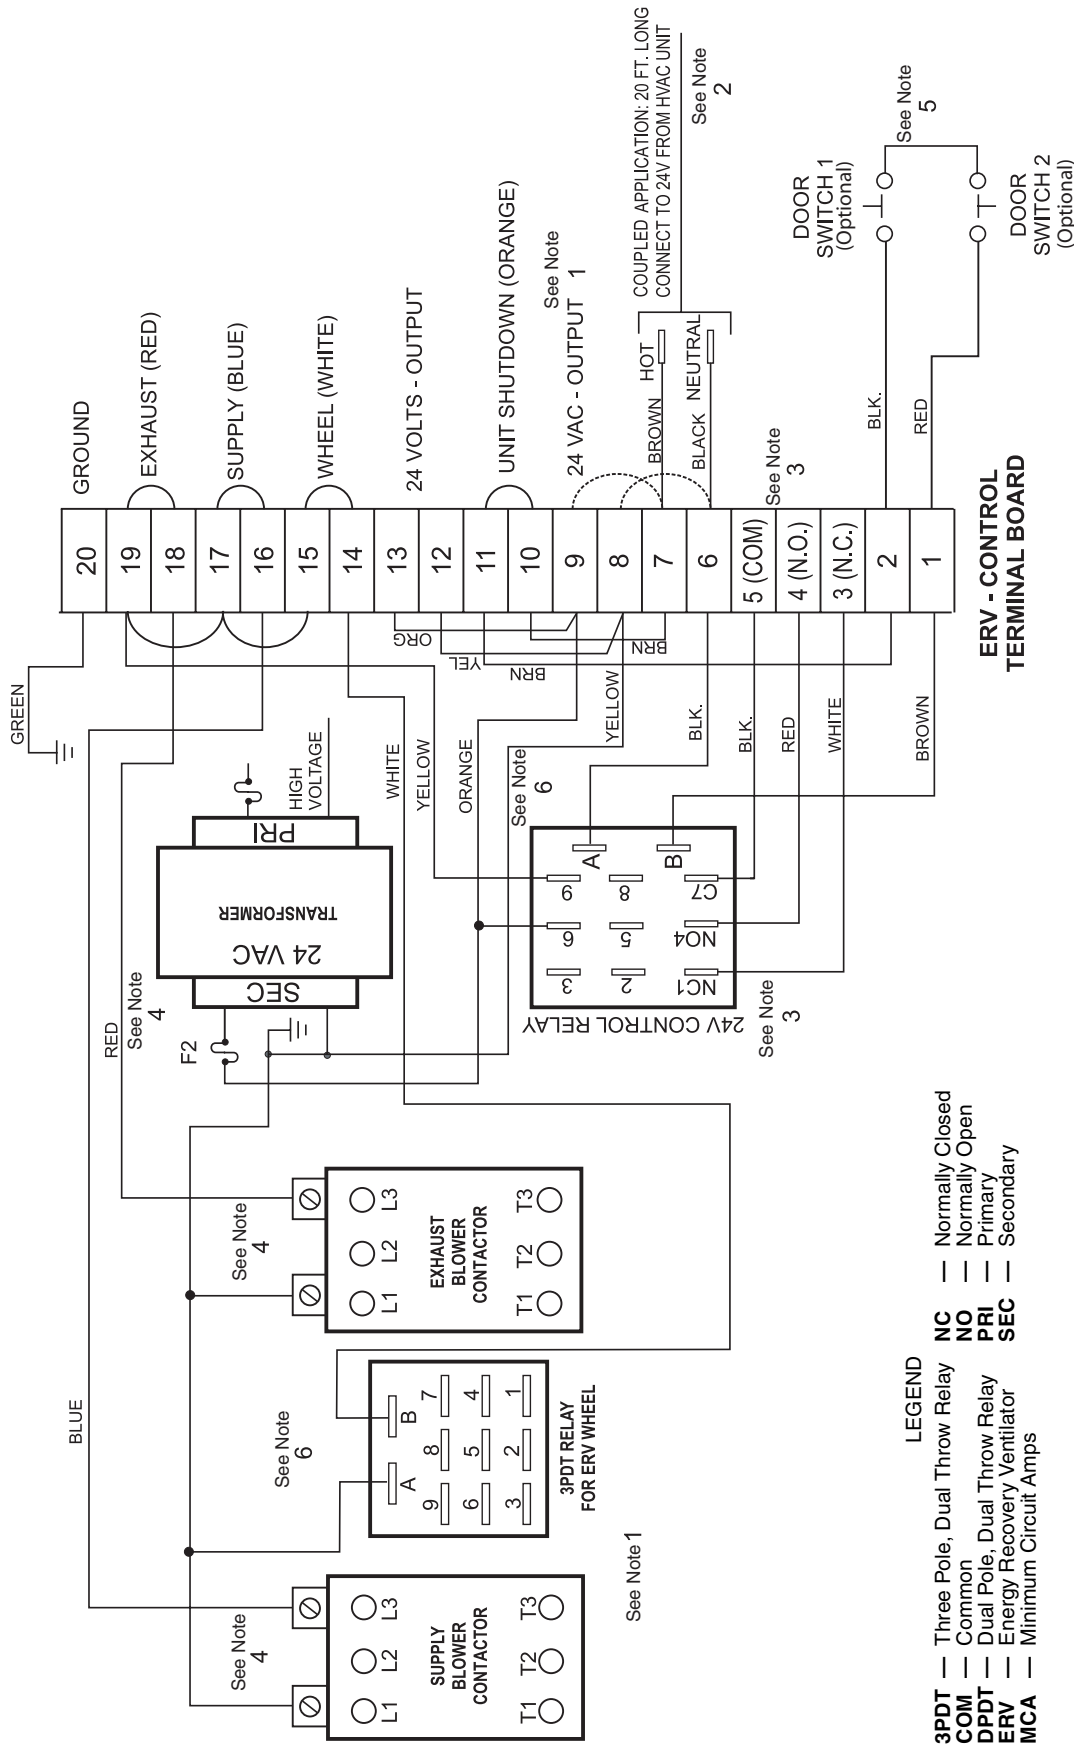 GREEN
GROUND
20
19
18
17
16
15
14
13
12
11
10
9
8
7
6
5 (COM)
4 (N.O.)
3 (N.C.)
2
1
EXHAUST (RED)
SUPPLY (BLUE)
WHEEL (WHITE)
24 VOLTS - OUTPUT
UNIT SHUTDOWN (ORANGE)
See Note
1
24 VAC - OUTPUT
HOT
BROWN
NEUTRAL
BLACK
COUPLED APPLICATION: 20 FT. LONG
CONNECT TO 24V FROM HVAC UNIT
See Note
2
See Note
3
BLK.
RED
DOOR
SWITCH 1
(Optional)
DOOR
SWITCH 2
(Optional)
See Note
5
ERV - CONTROL
TERMINAL BOARD
ORG
YEL
BRN
BRN
HIGH
VOLTAGE
WHITE
YELLOW
ORANGE
See Note
6
YELLOW
BLK.
BLK.
RED
WHITE
BROWN
PRI
TRANSFORMER
24 VAC
SEC
F2
RED
See Note
4
A
B
9
8
C7
6
5
NO4
3
2
NC1
24V CONTROL RELAY
See Note
3
BLUE
See Note
4
L1
L2
L3
EXHAUST
BLOWER
CONTACTOR
T1
T2
T3
See Note
6
A
B
9
8
7
6
5
4
3
2
1
3PDT RELAY
FOR ERV WHEEL
See Note 1
See Note
4
L1
L2
L3
SUPPLY
BLOWER
CONTACTOR
T1
T2
T3
LEGEND
3PDT — Three Pole, Dual Throw Relay
COM — Common
DPDT — Dual Pole, Dual Throw Relay
ERV — Energy Recovery Ventilator
MCA — Minimum Circuit Amps
NC — Normally Closed
NO — Normally Open
PRI — Primary
SEC — Secondary